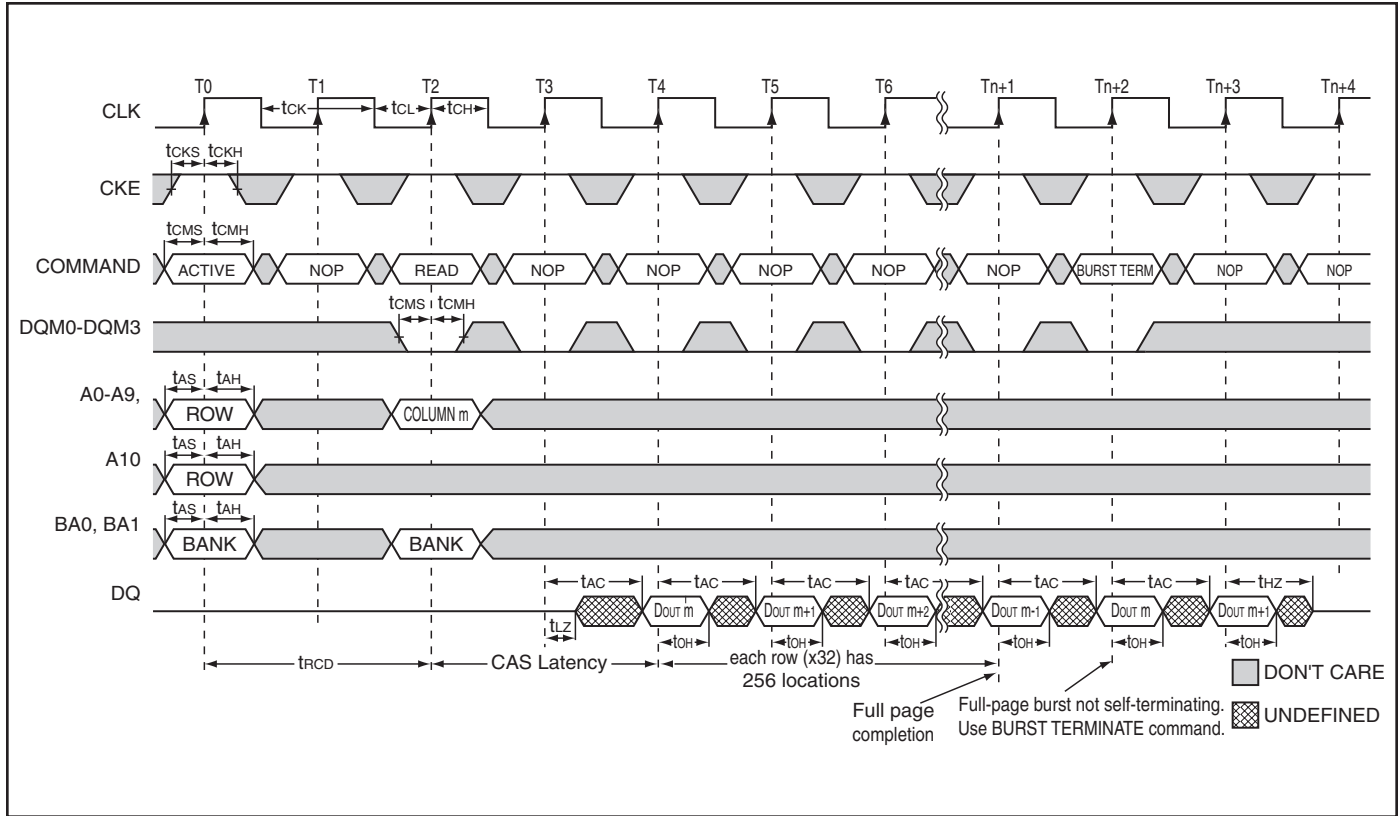 T0 T1 T2 T3 T4 T5 T6 Tn+1 Tn+2 Tn+3 Tn+4
CLK tCK tCL tCH
tCKS tCKH
CKE
tCMS tCMH
COMMAND ACTIVE NOP READ NOP NOP NOP NOP NOP BURST TERM NOP NOP
tCMS tCMH
DQM0-DQM3
tAS tAH
A0-A9, ROW COLUMN m
tAS tAH
A10 ROW
tAS tAH
BA0, BA1 BANK BANK
tAC tAC tAC tAC tAC tAC tHZ
DQ DOUT m DOUT m+1 DOUT m+2 DOUT m-1 DOUT m DOUT m+1
tLZ tOH tOH tOH tOH tOH tOH
tRCD CAS Latency each row (x32) has
256 locations
Full page
completion
Full-page burst not self-terminating.
Use BURST TERMINATE command.
DON'T CARE
UNDEFINED